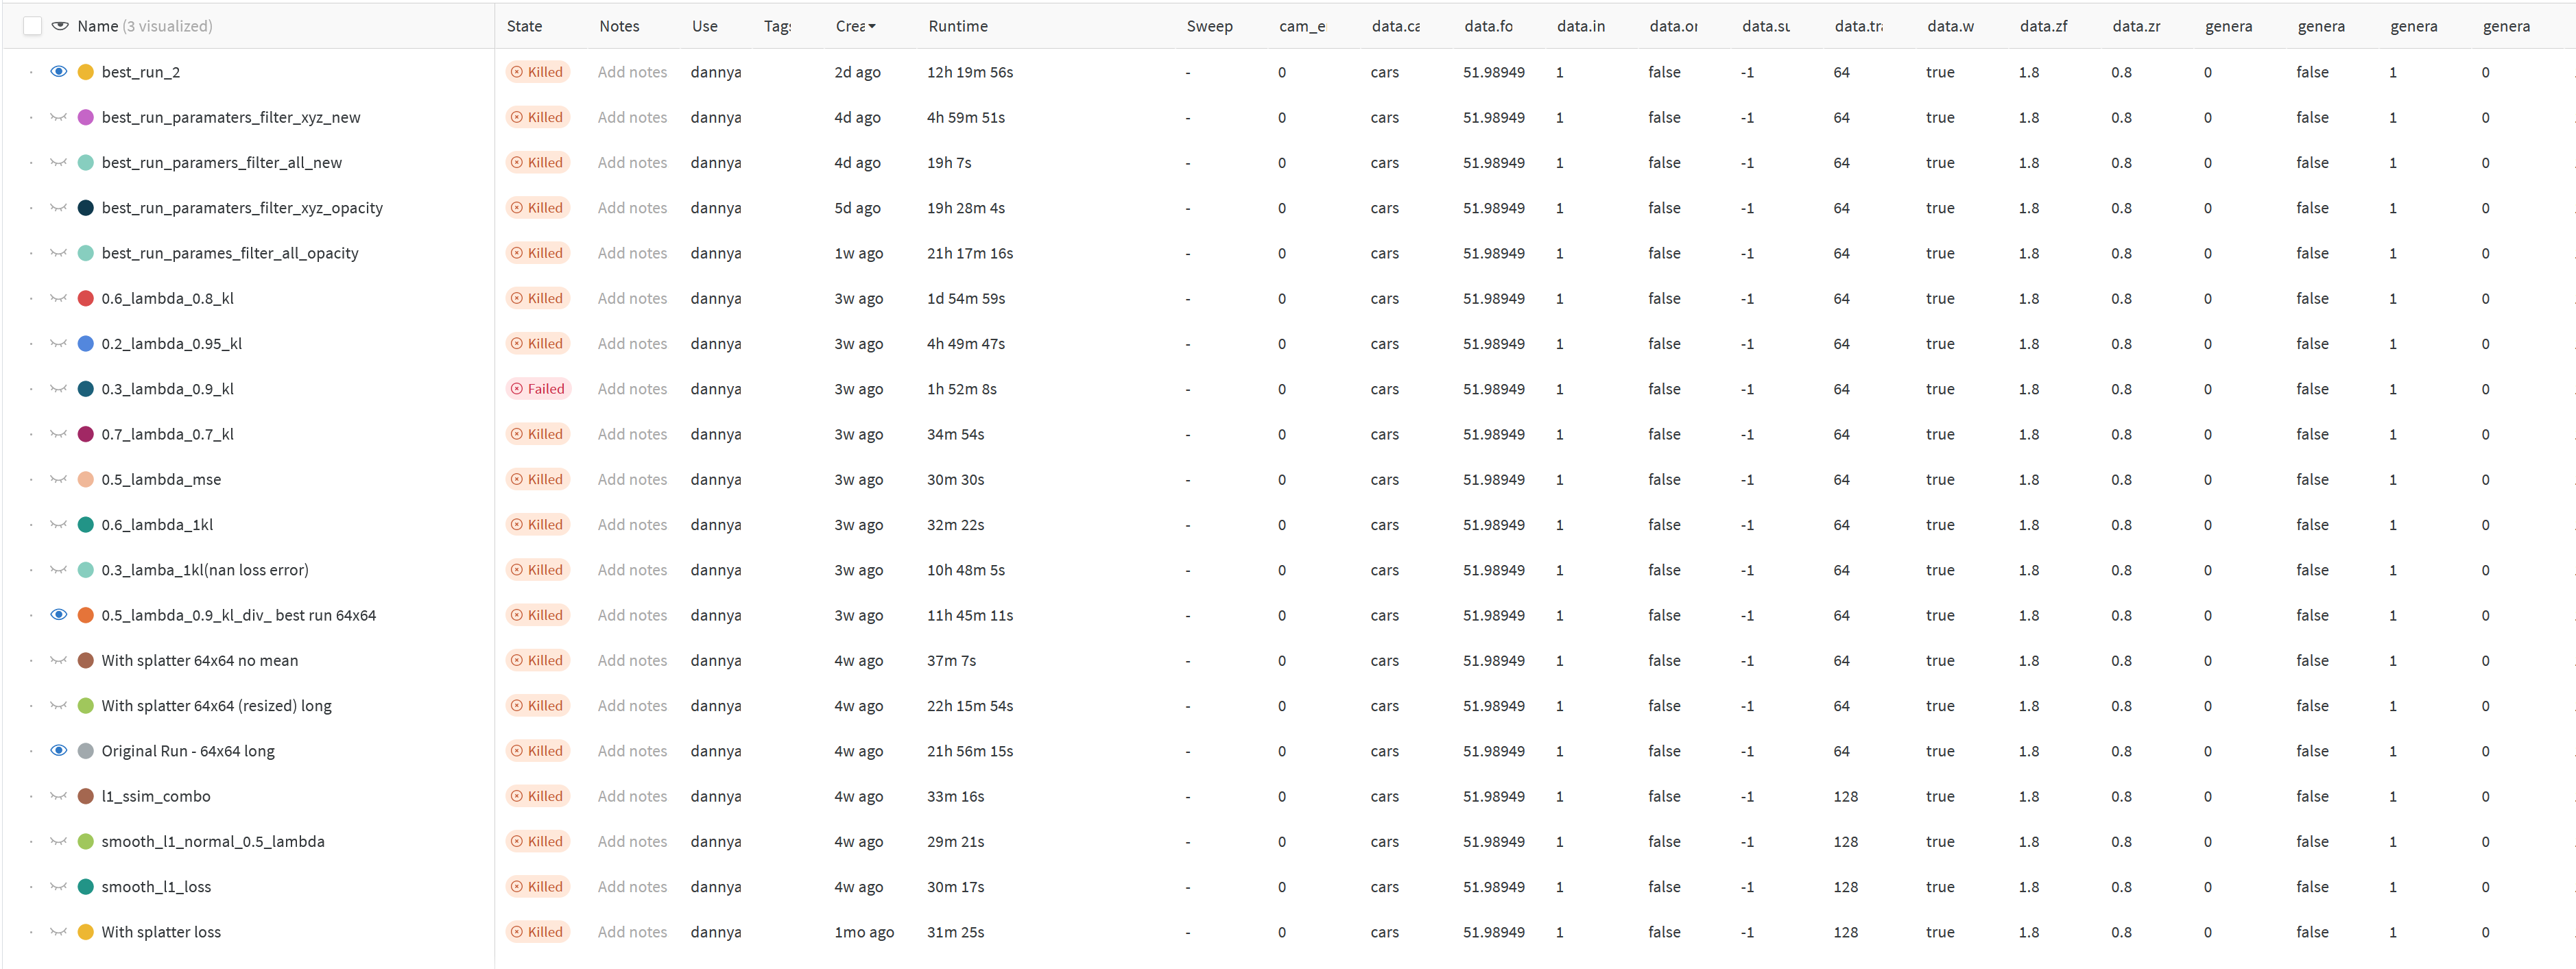 Name (3 visualized) State Notes Use Tag: Crea Runtime Sweep cam_e data.ca data.fo data.in data.or data.su data.tra data.w data.zf data.zr genera genera genera genera
best_run_2 Killed Add notes dannya 2d ago 12h 19m 56s - 0 cars 51.98949 1 false -1 64 true 1.8 0.8 0 false 1 0
best_run_paramaters_filter_xyz_new Killed Add notes dannya 4d ago 4h 59m 51s - 0 cars 51.98949 1 false -1 64 true 1.8 0.8 0 false 1 0
best_run_paramers_filter_all_new Killed Add notes dannya 4d ago 19h 7s - 0 cars 51.98949 1 false -1 64 true 1.8 0.8 0 false 1 0
best_run_paramaters_filter_xyz_opacity Killed Add notes dannya 5d ago 19h 28m 4s - 0 cars 51.98949 1 false -1 64 true 1.8 0.8 0 false 1 0
best_run_parames_filter_all_opacity Killed Add notes dannya 1w ago 21h 17m 16s - 0 cars 51.98949 1 false -1 64 true 1.8 0.8 0 false 1 0
0.6_lambda_0.8_kl Killed Add notes dannya 3w ago 1d 54m 59s - 0 cars 51.98949 1 false -1 64 true 1.8 0.8 0 false 1 0
0.2_lambda_0.95_kl Killed Add notes dannya 3w ago 4h 49m 47s - 0 cars 51.98949 1 false -1 64 true 1.8 0.8 0 false 1 0
0.3_lambda_0.9_kl Failed Add notes dannya 3w ago 1h 52m 8s - 0 cars 51.98949 1 false -1 64 true 1.8 0.8 0 false 1 0
0.7_lambda_0.7_kl Killed Add notes dannya 3w ago 34m 54s - 0 cars 51.98949 1 false -1 64 true 1.8 0.8 0 false 1 0
0.5_lambda_mse Killed Add notes dannya 3w ago 30m 30s - 0 cars 51.98949 1 false -1 64 true 1.8 0.8 0 false 1 0
0.6_lambda_1kl Killed Add notes dannya 3w ago 32m 22s - 0 cars 51.98949 1 false -1 64 true 1.8 0.8 0 false 1 0
0.3_lamba_1kl(nan loss error) Killed Add notes dannya 3w ago 10h 48m 5s - 0 cars 51.98949 1 false -1 64 true 1.8 0.8 0 false 1 0
0.5_lambda_0.9_kl_div_ best run 64x64 Killed Add notes dannya 3w ago 11h 45m 11s - 0 cars 51.98949 1 false -1 64 true 1.8 0.8 0 false 1 0
With splatter 64x64 no mean Killed Add notes dannya 4w ago 37m 7s - 0 cars 51.98949 1 false -1 64 true 1.8 0.8 0 false 1 0
With splatter 64x64 (resized) long Killed Add notes dannya 4w ago 22h 15m 54s - 0 cars 51.98949 1 false -1 64 true 1.8 0.8 0 false 1 0
Original Run - 64x64 long Killed Add notes dannya 4w ago 21h 56m 15s - 0 cars 51.98949 1 false -1 64 true 1.8 0.8 0 false 1 0
l1_ssim_combo Killed Add notes dannya 4w ago 33m 16s - 0 cars 51.98949 1 false -1 128 true 1.8 0.8 0 false 1 0
smooth_l1_normal_0.5_lambda Killed Add notes dannya 4w ago 29m 21s - 0 cars 51.98949 1 false -1 128 true 1.8 0.8 0 false 1 0
smooth_l1_loss Killed Add notes dannya 4w ago 30m 17s - 0 cars 51.98949 1 false -1 128 true 1.8 0.8 0 false 1 0
With splatter loss Killed Add notes dannya 1mo ago 31m 25s - 0 cars 51.98949 1 false -1 128 true 1.8 0.8 0 false 1 0